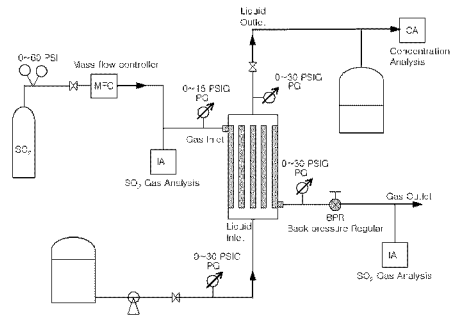 Liquid
Outlet
CA
Concentration
Analysis
0~60 PSI
Mass flow controller
MFC
0~15 PSIG
PG
0~30 PSIG
PG
SO2
Gas Inlet
IA
SO2 Gas Analysis
0~30 PSIG
PG
Gas Outlet
BPR
Back pressure Regular
Liquid
Inlet
0~30 PSIG
PG
IA
SO2 Gas Analysis